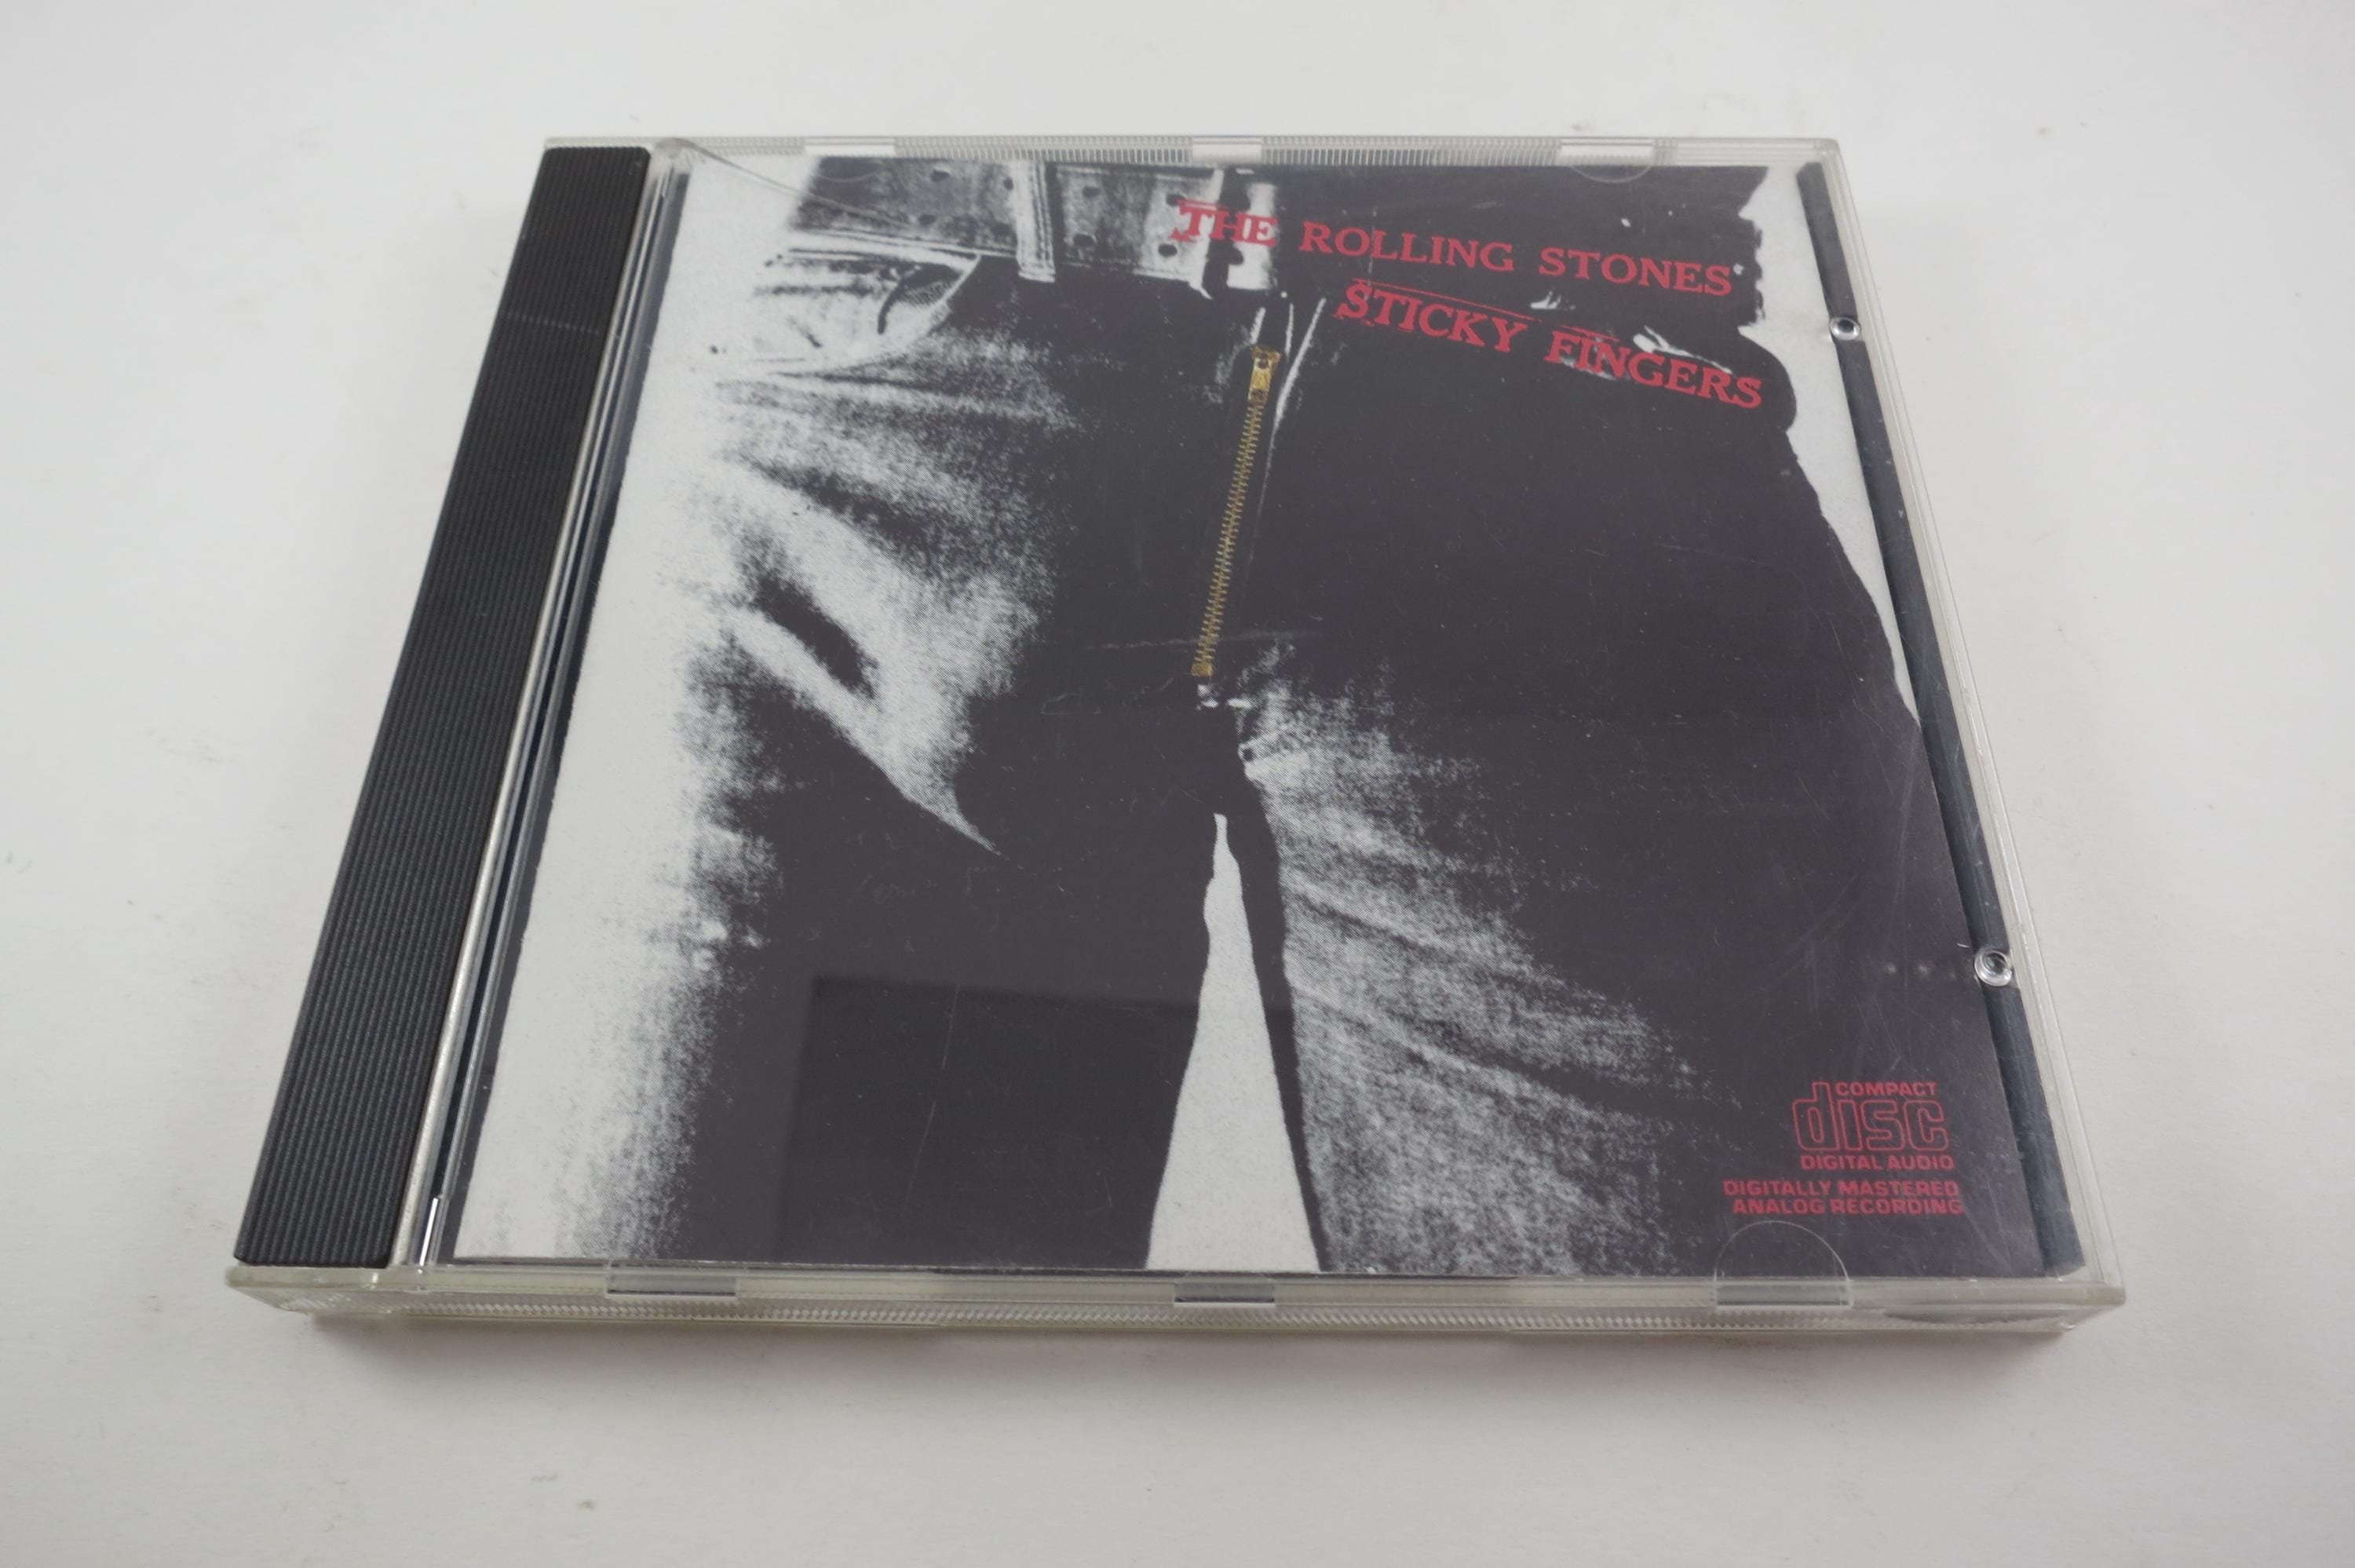 THE ROLLING STONES
STICKY FINGERS
COMPACT
disc
DIGITAL AUDIO
DIGITALLY MASTERED
ANALOG RECORDING